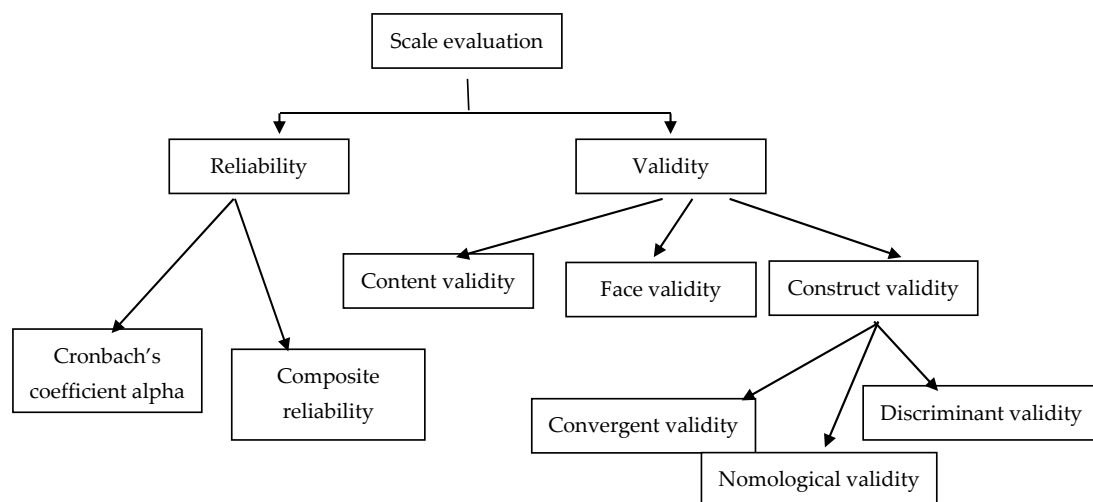 Scale evaluation
Reliability
Validity
Content validity
Face validity
Construct validity
Cronbach’s
coefficient alpha
Composite
reliability
Convergent validity
Discriminant validity
Nomological validity